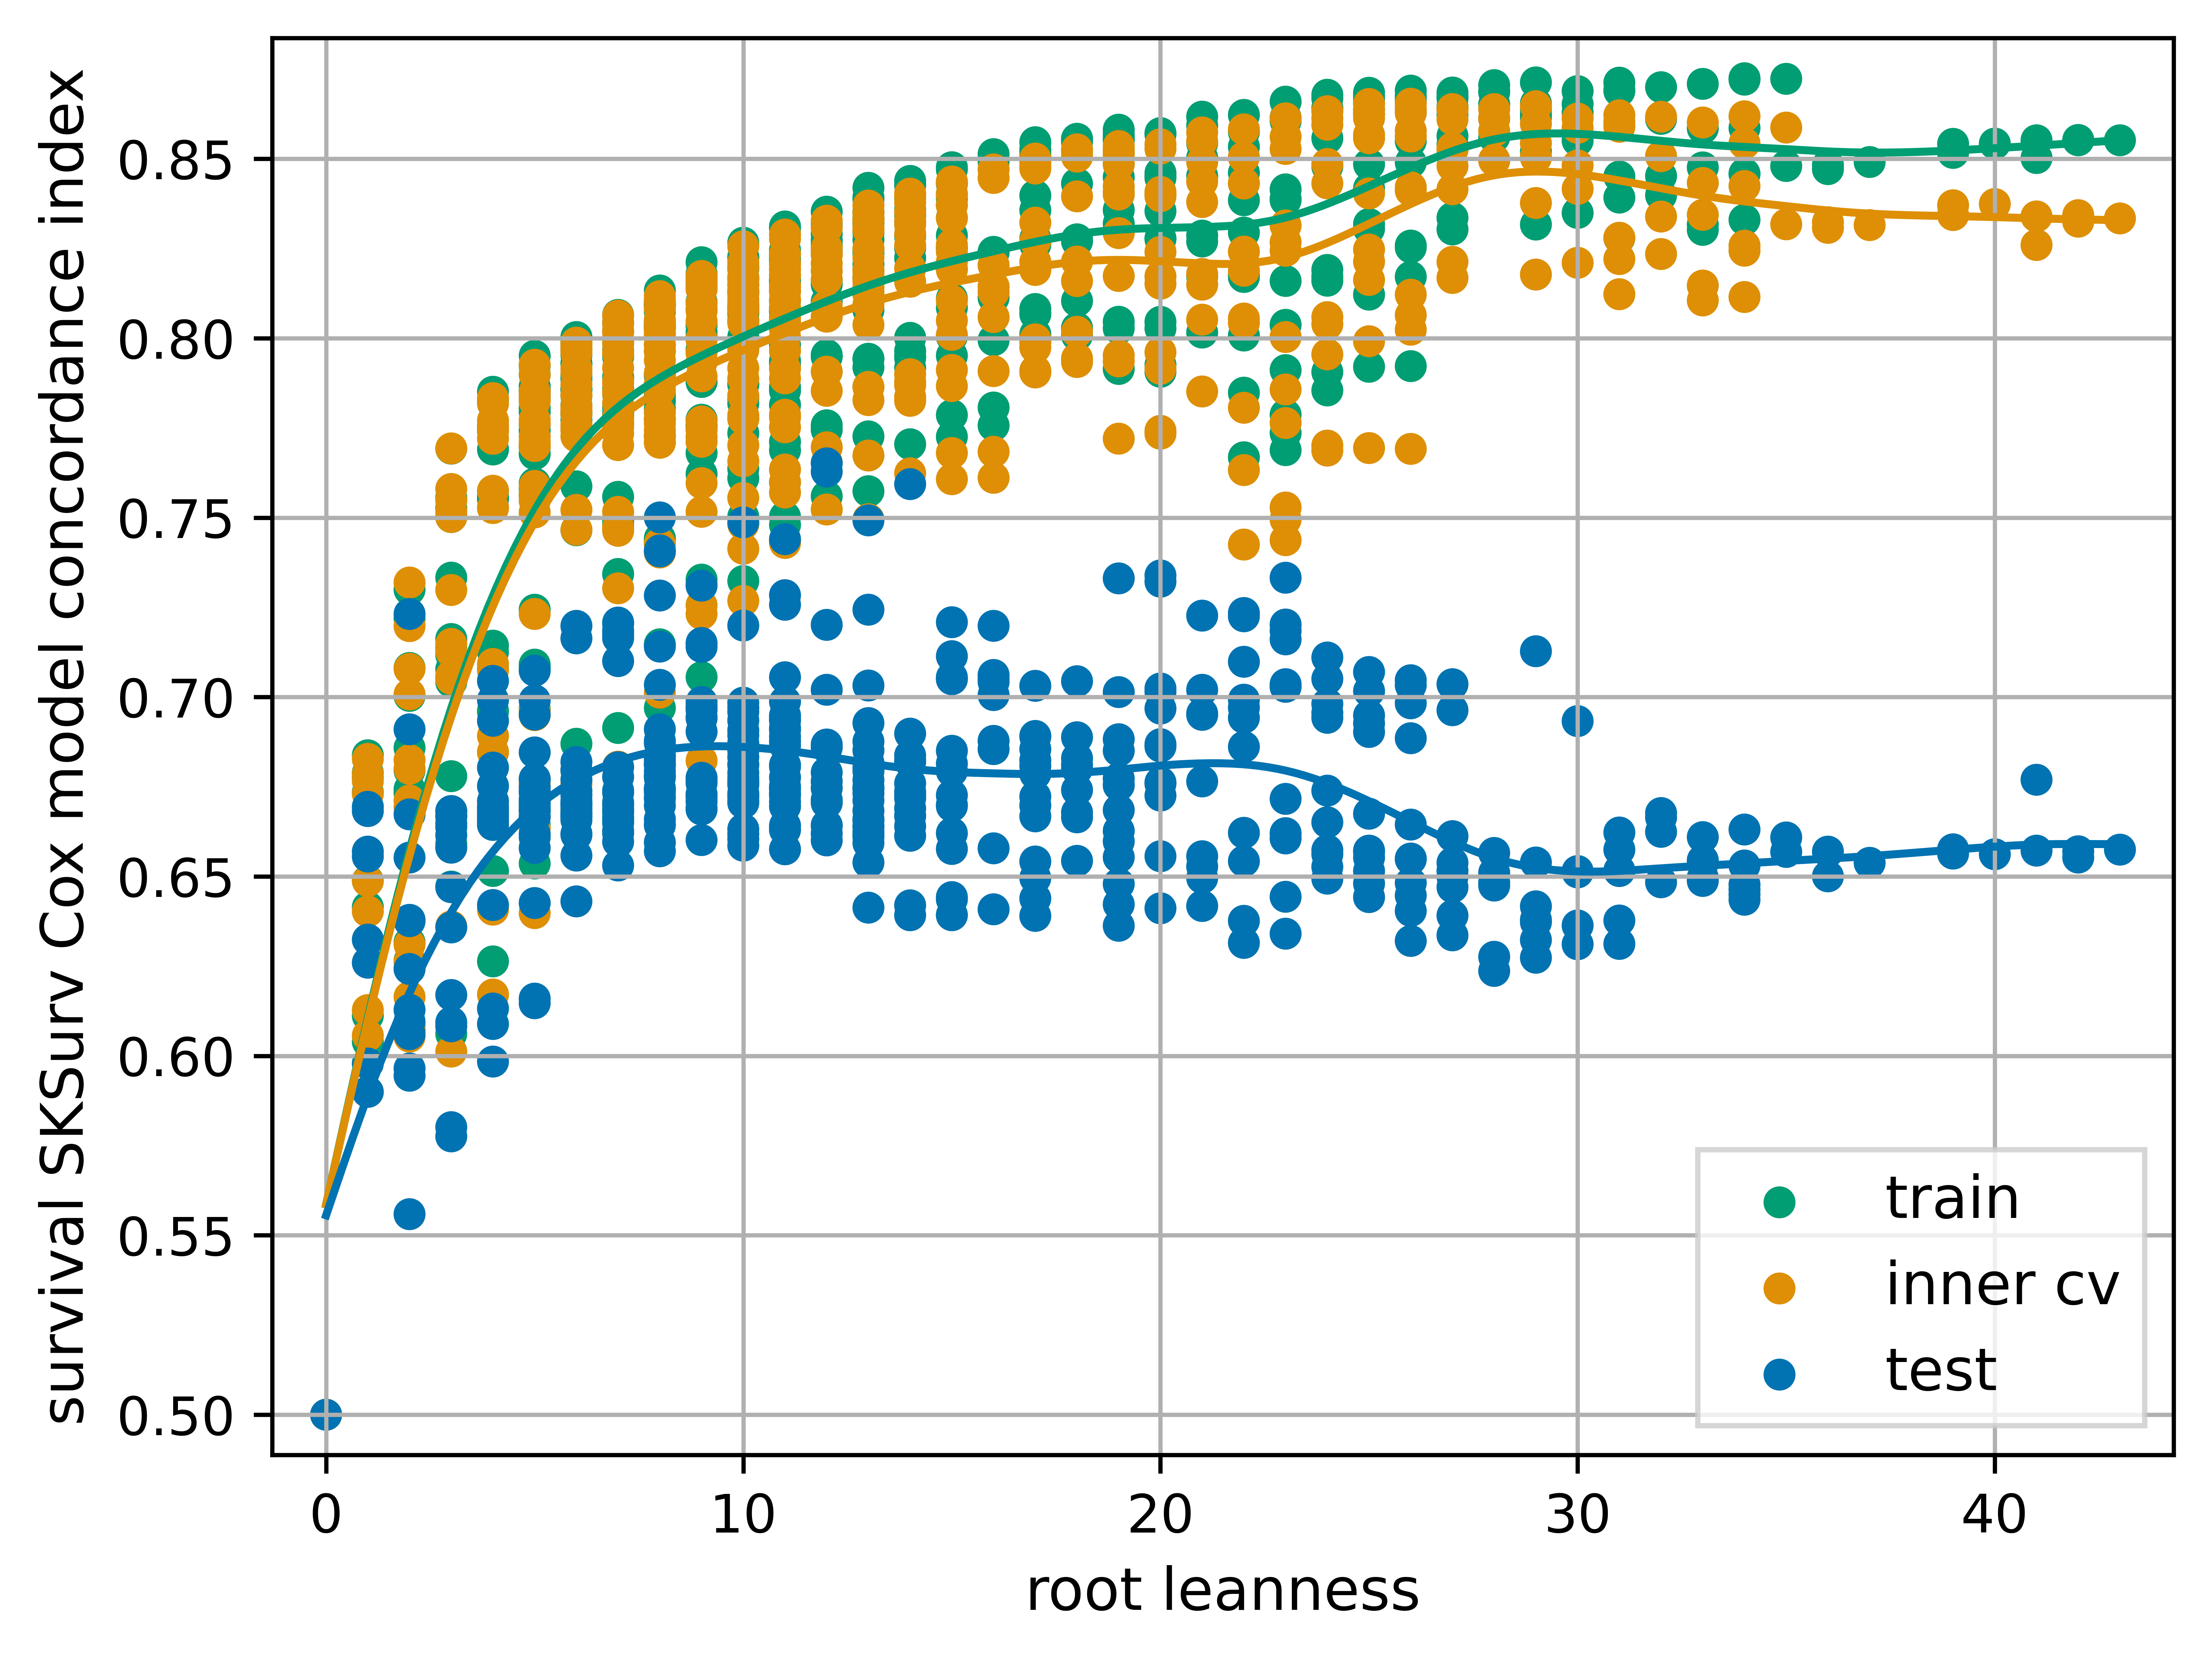 survival SKSurv Cox model concordance index
0.85
0.80
0.75
0.70
0.65
0.60
0.55
0.50
train
inner cv
test
0 10 20 30 40
root leanness